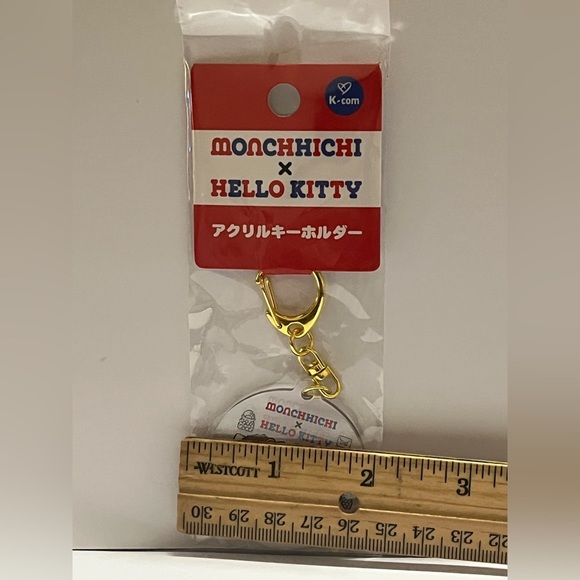 K-com
MONCHHICHI
×
HELLO KITTY
アクリルキーホルダー
MONCHHICHI
×
HELLO KITTY
WESTCOTT 1 2 3
30 29 28 27 26 25 24 23